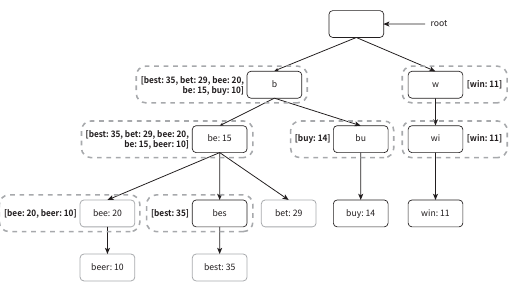 root
[best: 35, bet: 29, bee: 20,
be: 15, buy: 10]
b
w
[win: 11]
[best: 35, bet: 29, bee: 20,
be: 15, beer: 10]
be: 15
[buy: 14]
bu
wi
[win: 11]
[bee: 20, beer: 10]
bee: 20
[best: 35]
bes
bet: 29
buy: 14
win: 11
beer: 10
best: 35